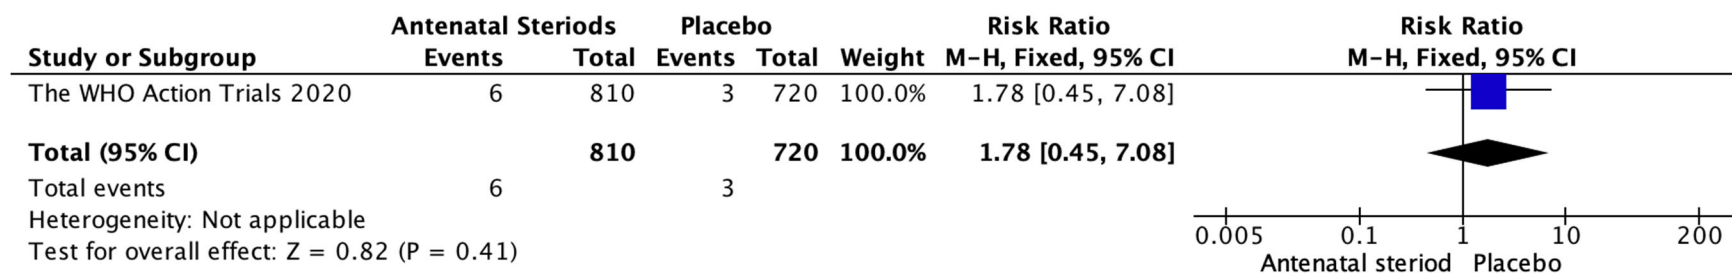 Antenatal Steriods Placebo Risk Ratio Risk Ratio
Study or Subgroup Events Total Events Total Weight M-H, Fixed, 95% CI M-H, Fixed, 95% CI
The WHO Action Trials 2020 6 810 3 720 100.0% 1.78 [0.45, 7.08]
Total (95% CI) 810 720 100.0% 1.78 [0.45, 7.08]
Total events 6 3
Heterogeneity: Not applicable
Test for overall effect: Z = 0.82 (P = 0.41)
0.005 0.1 1 10 200
Antenatal steriod Placebo